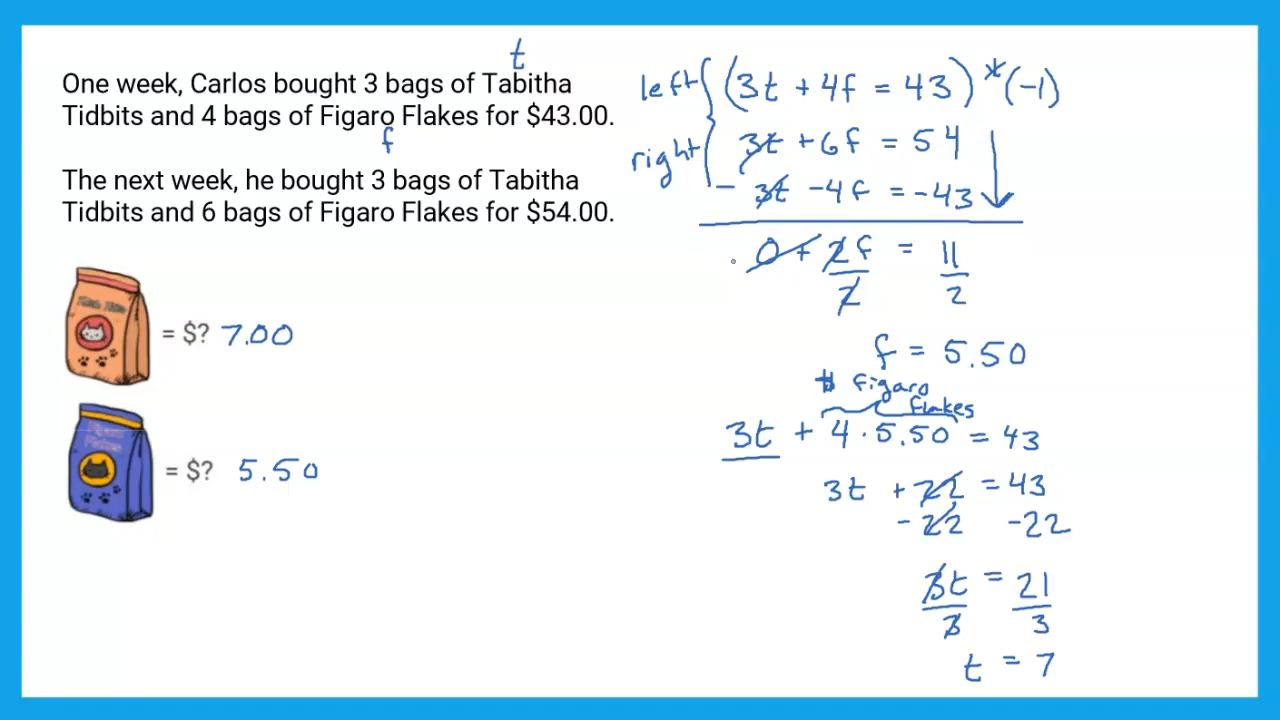 t
One week, Carlos bought 3 bags of Tabitha
Tidbits and 4 bags of Figaro Flakes for $43.00.
f
The next week, he bought 3 bags of Tabitha
Tidbits and 6 bags of Figaro Flakes for $54.00.
= $? 7.00
= $? 5.50
left (3t + 4f = 43) * (-1)
right 3t + 6f = 54
- 3t - 4f = -43
0 + 2f = 11
2 2
f = 5.50
Figaro
Flakes
3t + 4 · 5.50 = 43
3t + 22 = 43
- 22 -22
3t = 21
3 3
t = 7